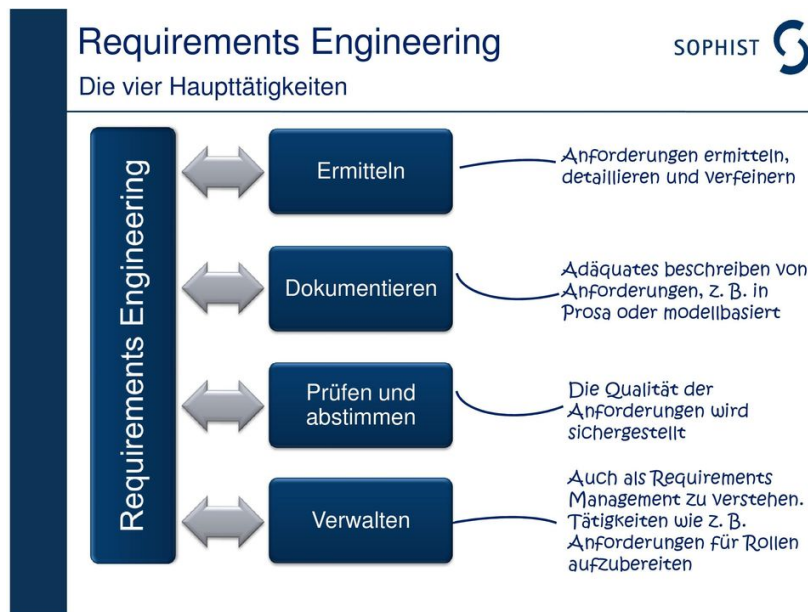 Requirements Engineering
SOPHIST
Die vier Haupttätigkeiten
Requirements Engineering
Ermitteln
Anforderungen ermitteln,
detaillieren und verfeinern
Dokumentieren
Adäquates beschreiben von
Anforderungen, z. B. in
Prosa oder modellbasiert
Prüfen und
abstimmen
Die Qualität der
Anforderungen wird
sichergestellt
Verwalten
Auch als Requirements
Management zu verstehen.
Tätigkeiten wie z. B.
Anforderungen für Rollen
aufzubereiten